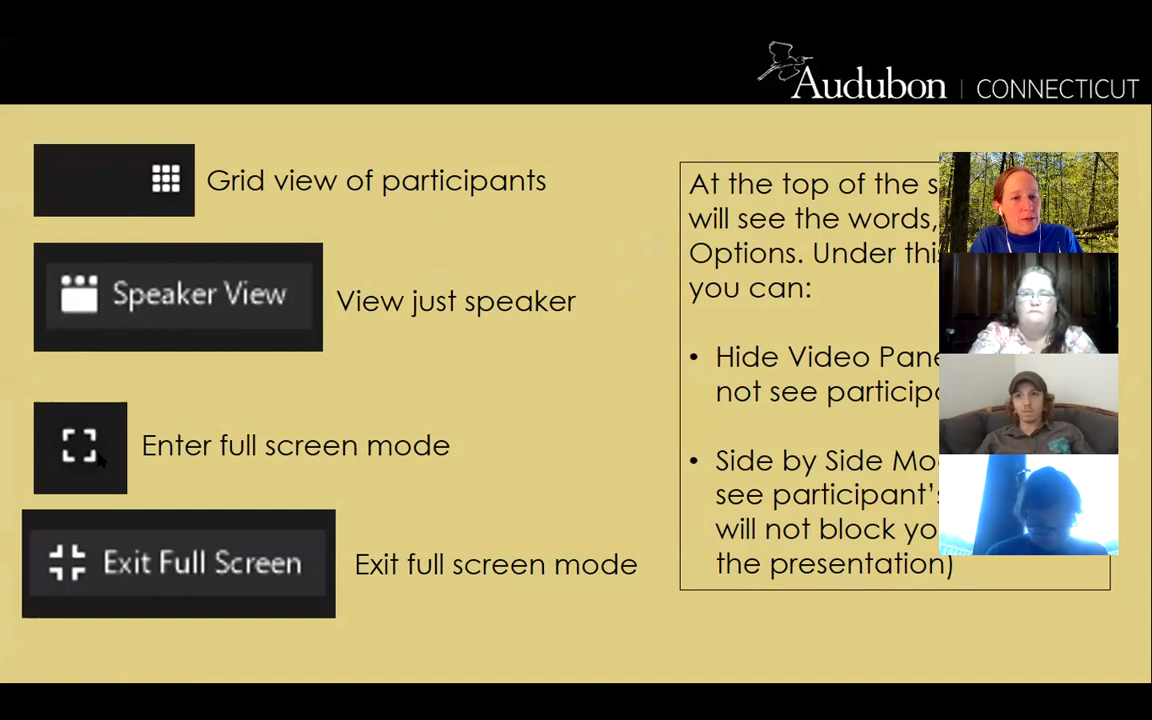 Audubon | CONNECTICUT
Grid view of participants
Speaker View
View just speaker
Enter full screen mode
Exit Full Screen
Exit full screen mode
At the top of the s
will see the words,
Options. Under this
you can:
• Hide Video Pane
not see particip
• Side by Side Mo
see participant's
will not block yo
the presentation)